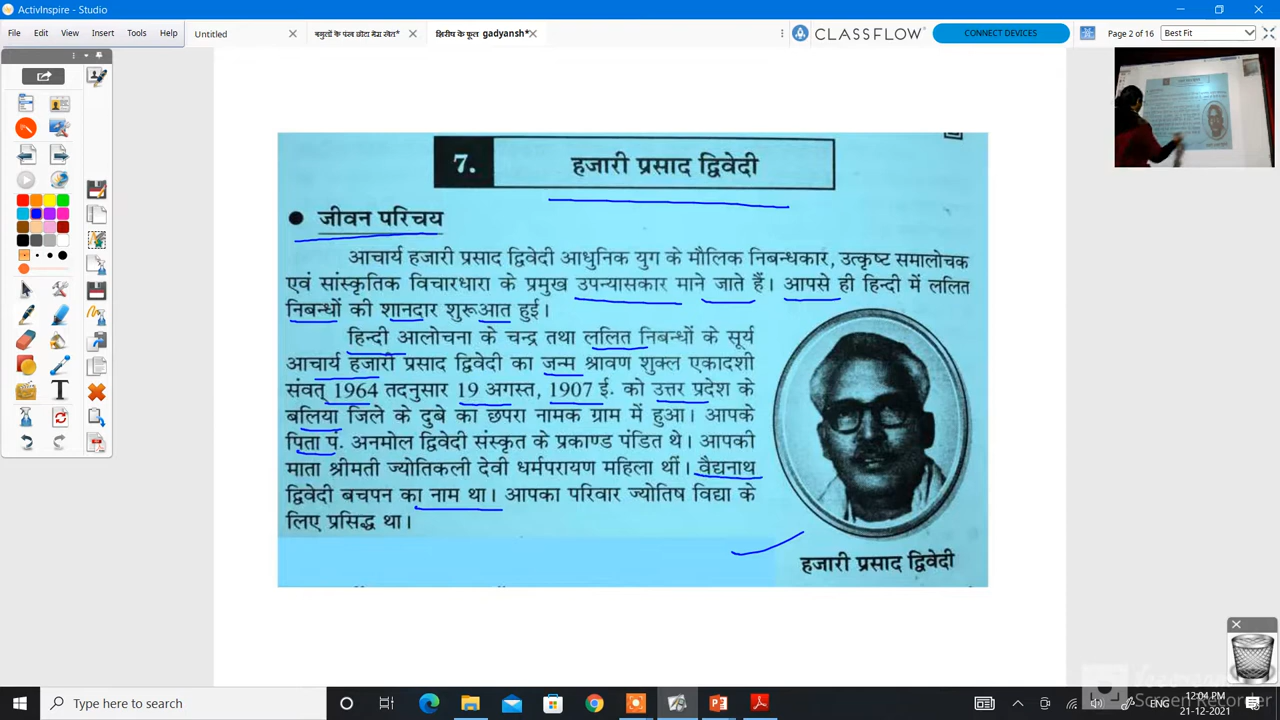 ActivInspire - Studio
File Edit View Insert Tools Help
Untitled
gadyansh*
CLASSFLOW
CONNECT DEVICES
Page 2 of 16
Best Fit
7. हजारी प्रसाद द्विवेदी
● जीवन परिचय
आचार्य हजारी प्रसाद द्विवेदी आधुनिक युग के मौलिक निबन्धकार, उत्कृष्ट समालोचक
एवं सांस्कृतिक विचारधारा के प्रमुख उपन्यासकार माने जाते हैं। आपसे ही हिन्दी में ललित
निबन्धों की शानदार शुरूआत हुई।
हिन्दी आलोचना के चन्द्र तथा ललित निबन्धों के सूर्य
आचार्य हजारी प्रसाद द्विवेदी का जन्म श्रावण शुक्ल एकादशी
संवत् 1964 तदनुसार 19 अगस्त, 1907 ई. को उत्तर प्रदेश के
बलिया जिले के दुबे का छपरा नामक ग्राम में हुआ। आपके
पिता पं. अनमोल द्विवेदी संस्कृत के प्रकाण्ड पंडित थे। आपकी
माता श्रीमती ज्योतिकली देवी धर्मपरायण महिला थीं। वैद्यनाथ
द्विवेदी बचपन का नाम था। आपका परिवार ज्योतिष विद्या के
लिए प्रसिद्ध था।
हजारी प्रसाद द्विवेदी
Type here to search
ENG
12:04 PM
21-12-2021
Screen Recorder